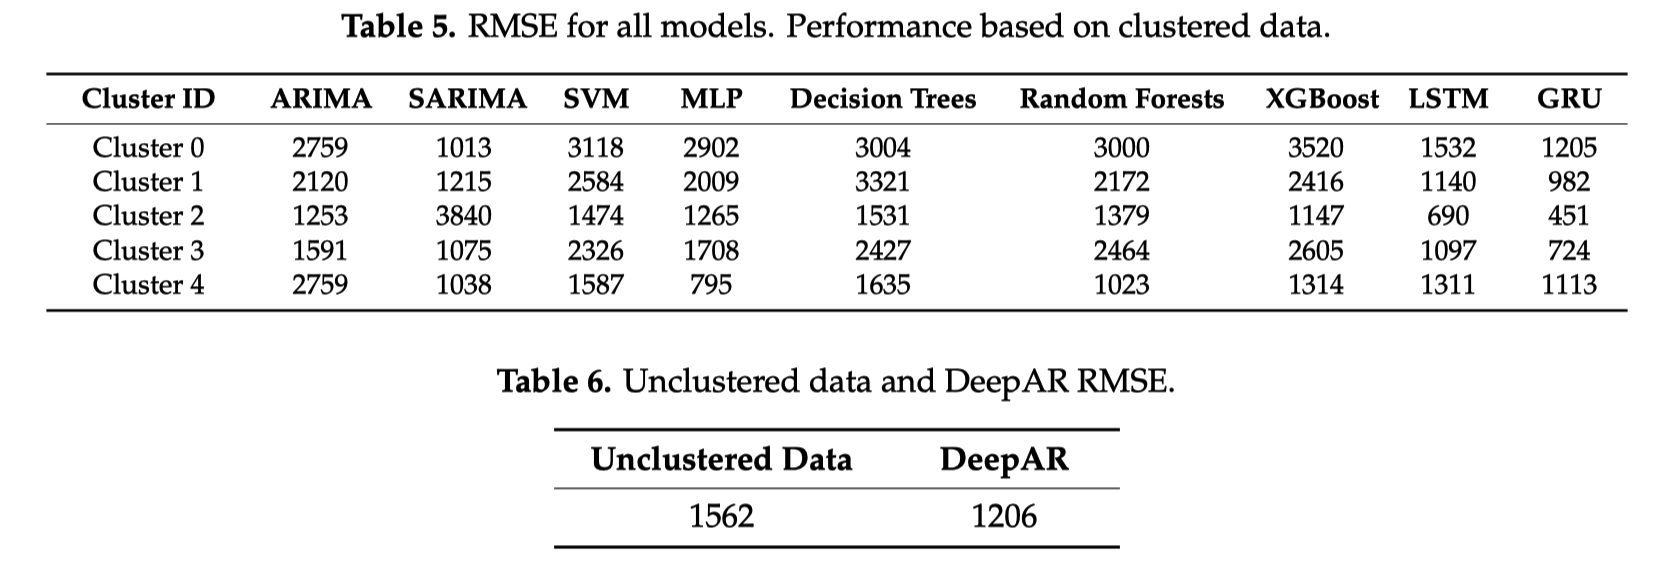 Table 5. RMSE for all models. Performance based on clustered data.
Cluster ID ARIMA SARIMA SVM MLP Decision Trees Random Forests XGBoost LSTM GRU
Cluster 0 2759 1013 3118 2902 3004 3000 3520 1532 1205
Cluster 1 2120 1215 2584 2009 3321 2172 2416 1140 982
Cluster 2 1253 3840 1474 1265 1531 1379 1147 690 451
Cluster 3 1591 1075 2326 1708 2427 2464 2605 1097 724
Cluster 4 2759 1038 1587 795 1635 1023 1314 1311 1113
Table 6. Unclustered data and DeepAR RMSE.
Unclustered Data DeepAR
1562 1206